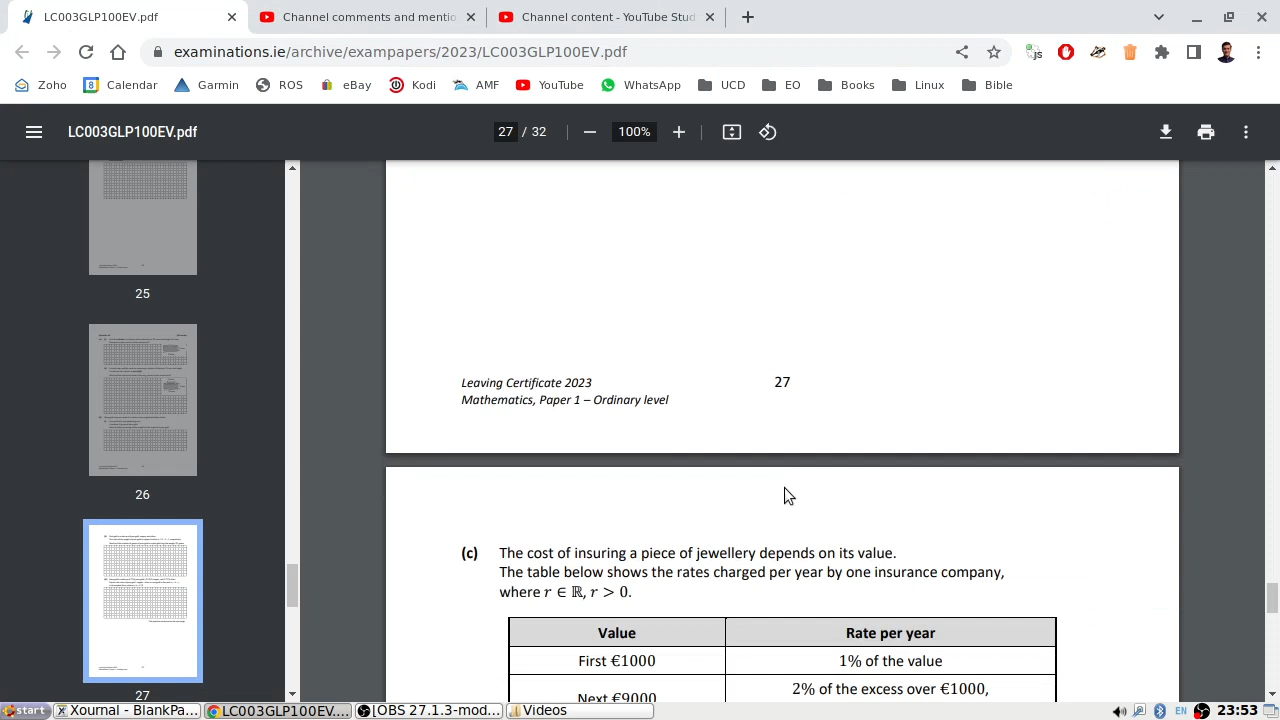 LC003GLP100EV.pdf
Channel comments and mentio
Channel content - YouTube Stud
examinations.ie/archive/exampapers/2023/LC003GLP100EV.pdf
Zoho
Calendar
Garmin
ROS
eBay
Kodi
AMF
YouTube
WhatsApp
UCD
EO
Books
Linux
Bible
LC003GLP100EV.pdf
27 / 32
100%
25
26
27
Leaving Certificate 2023
27
Mathematics, Paper 1 – Ordinary level
(c) The cost of insuring a piece of jewellery depends on its value.
The table below shows the rates charged per year by one insurance company,
where r ∈ ℝ, r > 0.
Value Rate per year
First €1000 1% of the value
Next €9000 2% of the excess over €1000,
start
Xournal - BlankPa...
LC003GLP100EV....
[OBS 27.1.3-mod...
Videos
EN
23:53